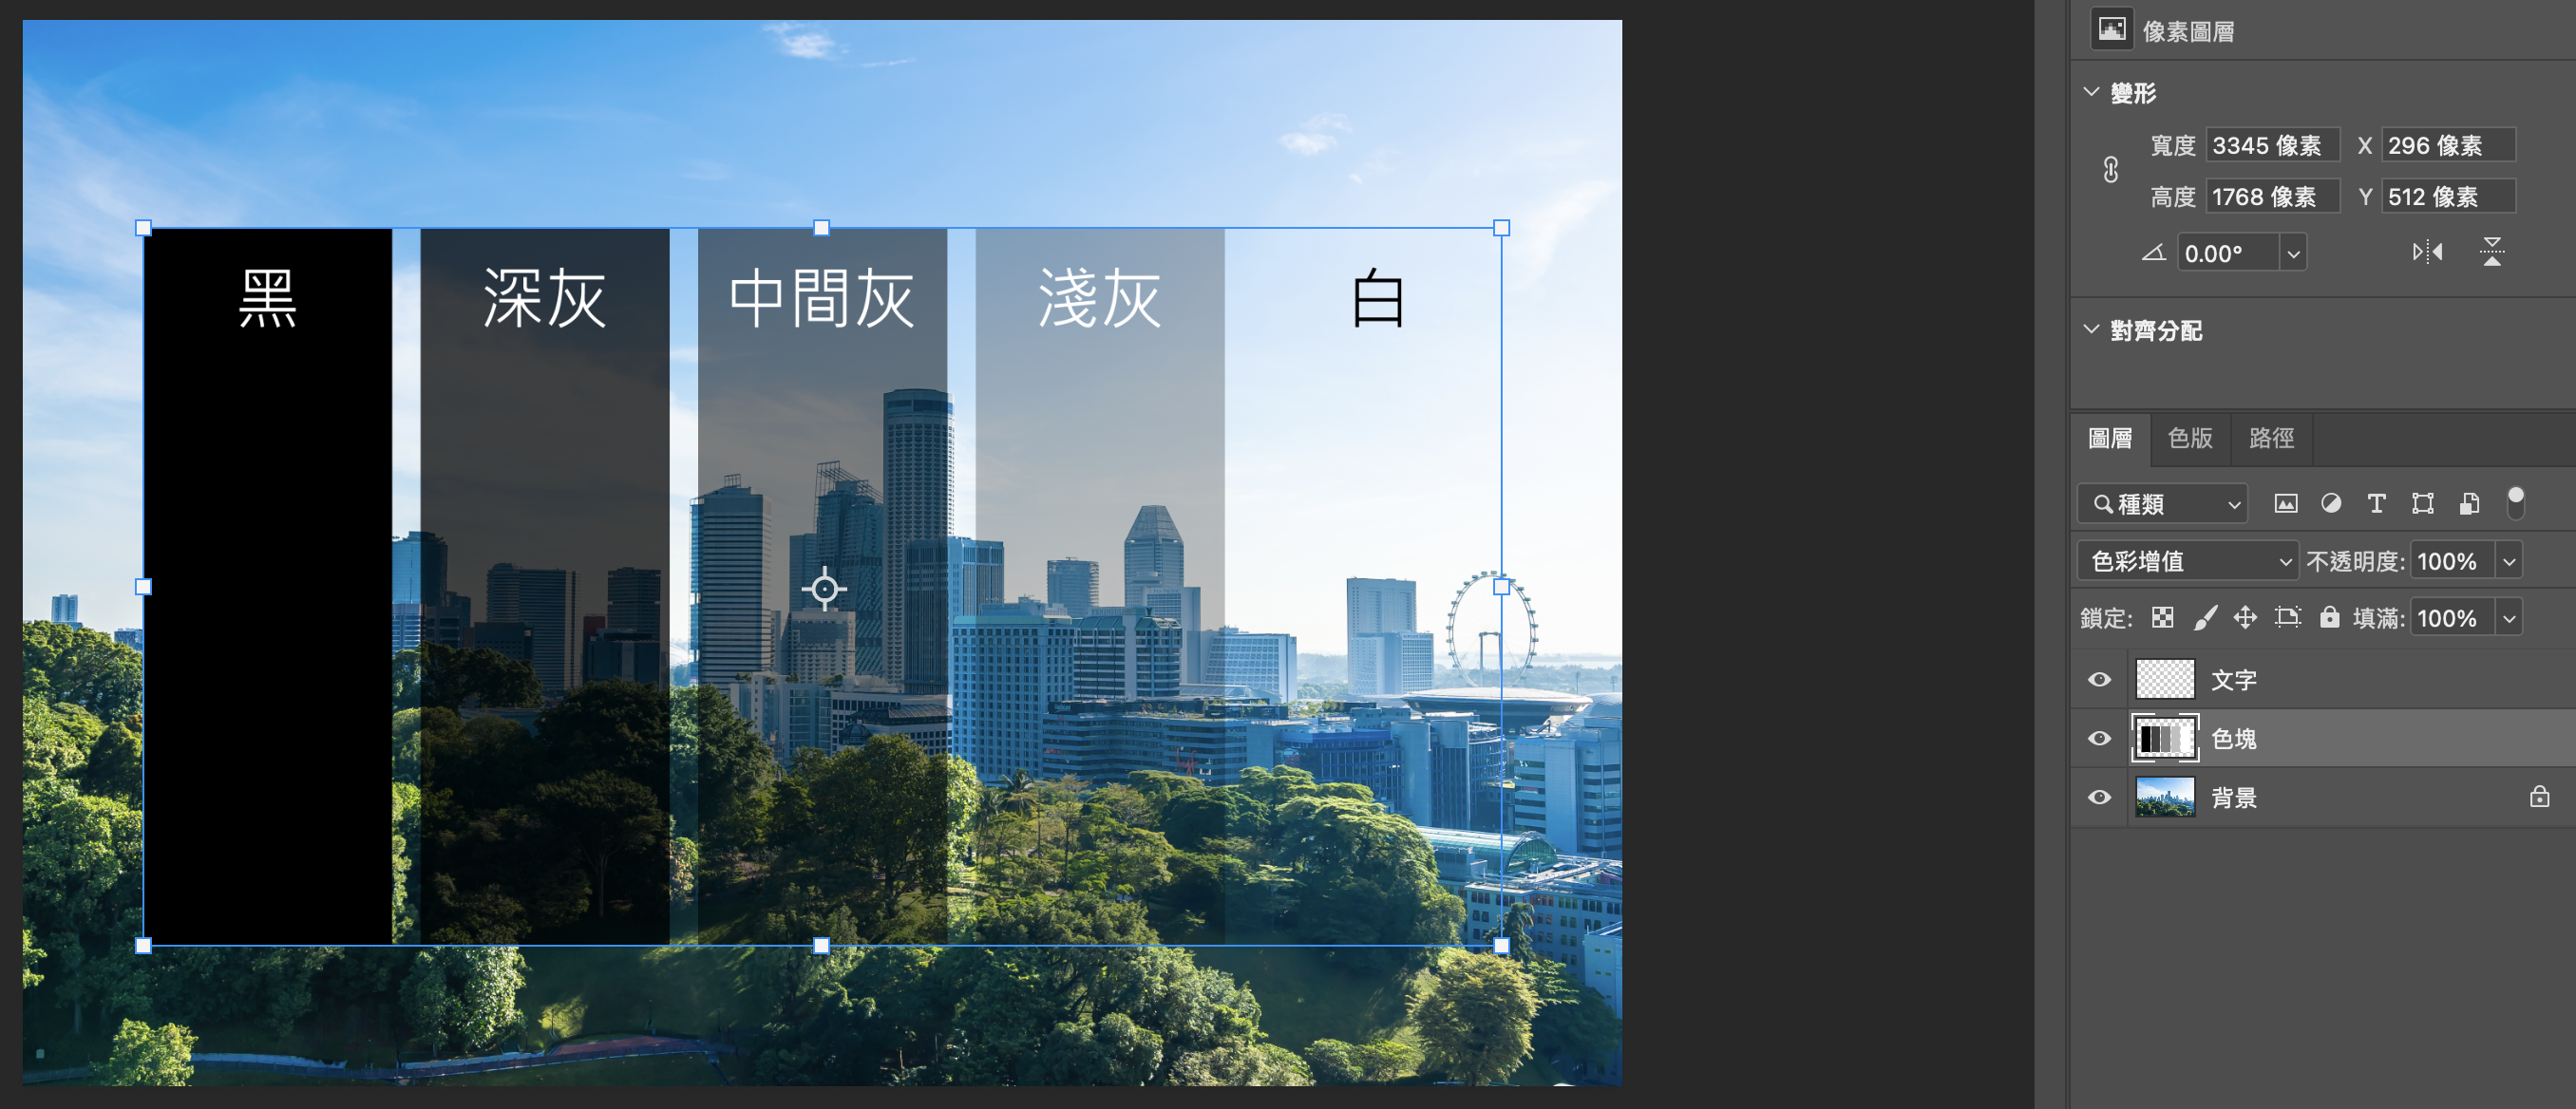 黑 深灰 中間灰 淺灰 白
像素圖層
變形
寬度 3345 像素 X 296 像素
高度 1768 像素 Y 512 像素
0.00°
對齊分配
圖層 色版 路徑
種類
色彩增值 不透明度: 100%
鎖定: 填滿: 100%
文字
色塊
背景